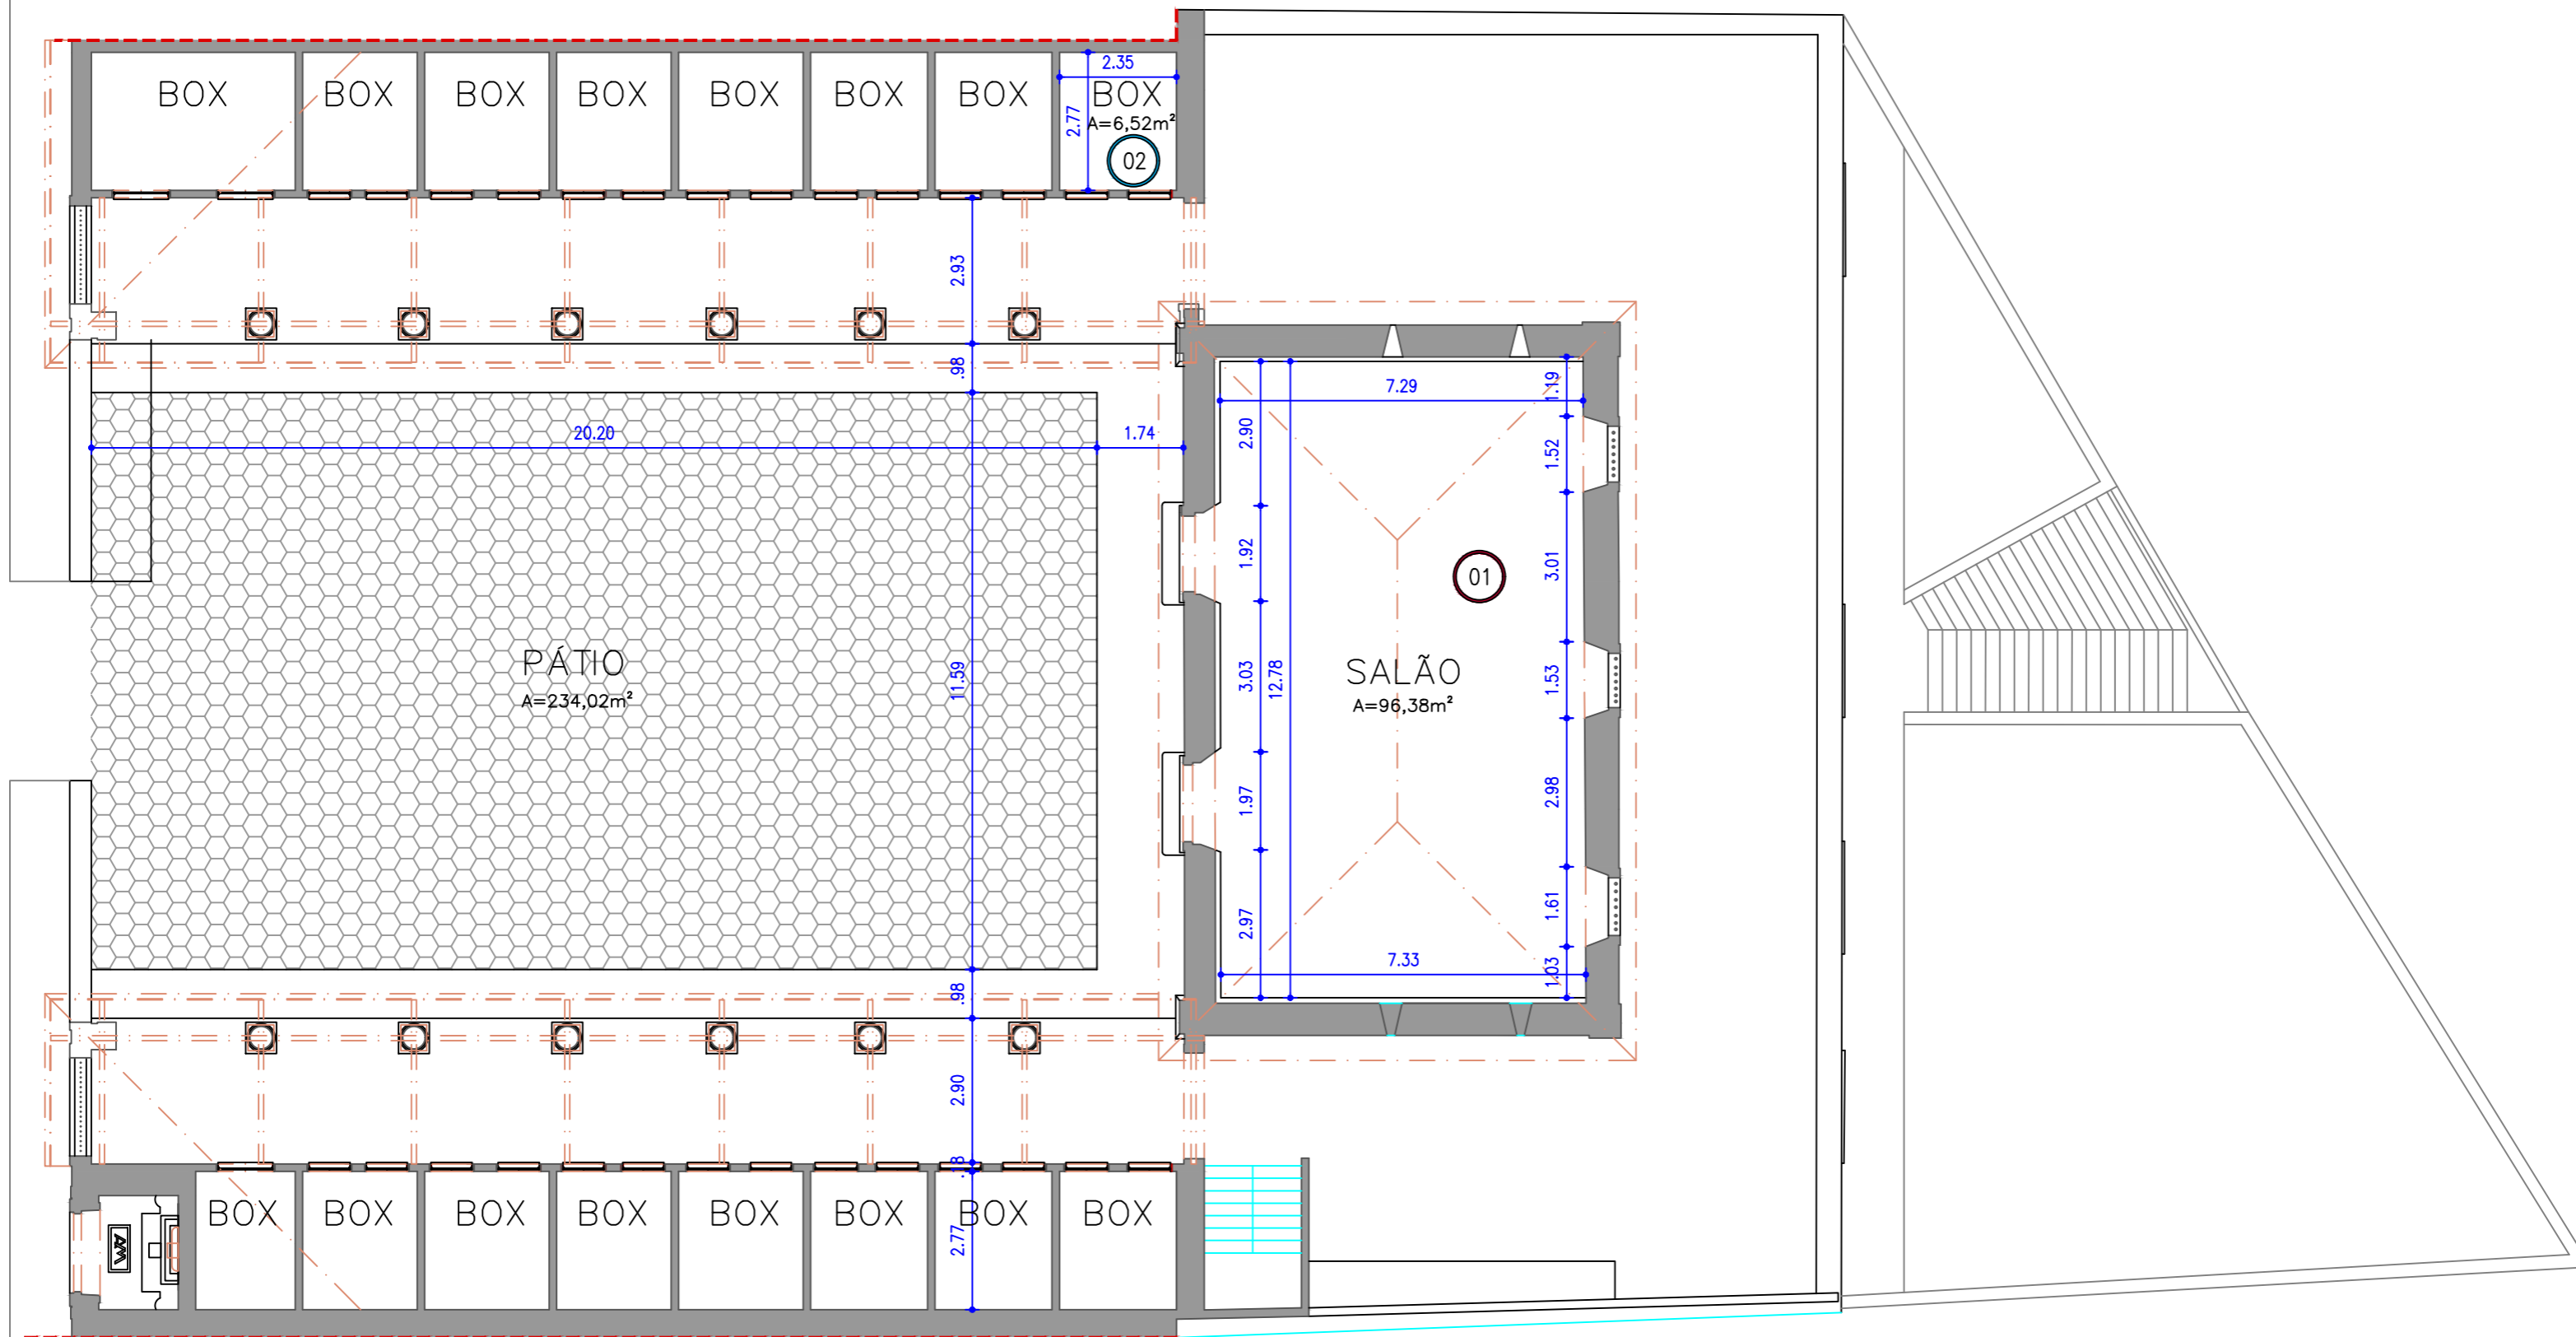 BOX
BOX
BOX
BOX
BOX
BOX
BOX
BOX
2.35
2.77
A=6,52m²
02
2.93
.98
20.20
1.74
11.59
PÁTIO
A=234,02m²
7.29
2.90
1.92
3.03
12.78
1.97
2.97
1.19
1.52
3.01
1.53
2.98
1.61
1.03
01
SALÃO
A=96,38m²
7.33
.98
2.90
.18
2.77
BOX
BOX
BOX
BOX
BOX
BOX
BOX
BOX